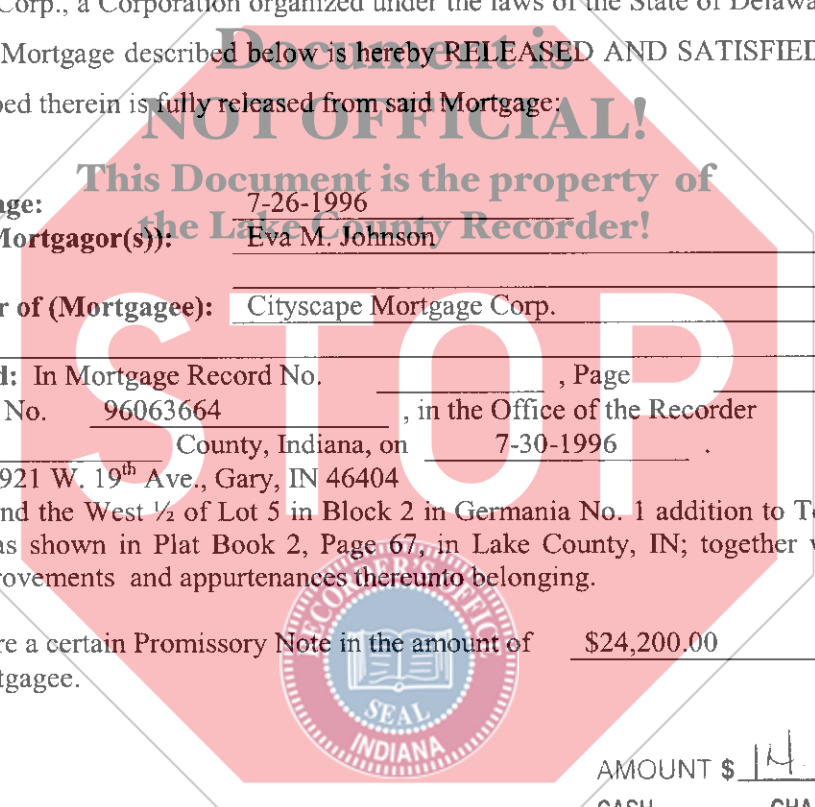 Corp., a Corporation organized under the laws of the State of Delawa
Document is
Mortgage described below is hereby RELEASED AND SATISFIED
bed therein is fully released from said Mortgage:
NOT OFFICIAL!
This Document is the property of
age: 7-26-1996
the Lake County Recorder!
Mortgagor(s)): Eva M. Johnson
r of (Mortgagee): Cityscape Mortgage Corp.
STOP
d: In Mortgage Record No. , Page
No. 96063664 , in the Office of the Recorder
County, Indiana, on 7-30-1996 .
921 W. 19th Ave., Gary, IN 46404
nd the West ½ of Lot 5 in Block 2 in Germania No. 1 addition to T
as shown in Plat Book 2, Page 67, in Lake County, IN; together
rovements and appurtenances thereunto belonging.
RECORDER'S OFFIC
re a certain Promissory Note in the amount of $24,200.00
tgagee.
SEAL
INDIANA
AMOUNT $ 14
CASH CHA